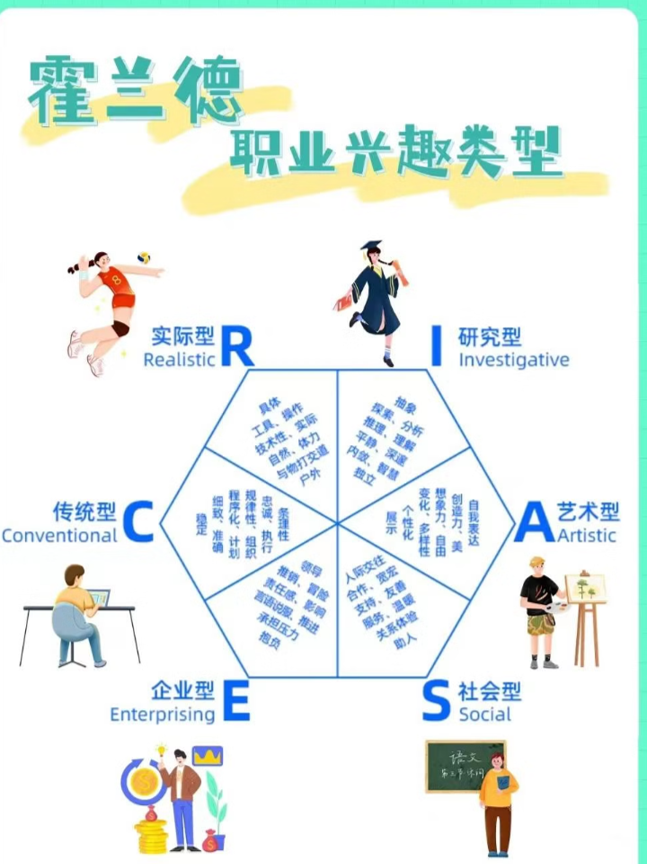 霍兰德
职业兴趣类型
实际型
Realistic
R
I
研究型
Investigative
具体
工具、操作
技术性、实际
自然、体力
与物打交道
户外
抽象
探索、分析
推理、理解
平静、深邃
内敛、智慧
独立
传统型
Conventional
C
条理性
忠诚、执行
规律性、组织
程序化、计划
细致、准确
稳定
自我表达
创造力、美
想象力、自由
变化、多样性
个性化
展示
A
艺术型
Artistic
领导
推销、冒险
责任感、影响
言语说服、推进
承担压力
抱负
人际交往
合作、宽宏
支持、友善
服务、温暖
关系体验
助人
企业型
Enterprising
E
S
社会型
Social
8
语文